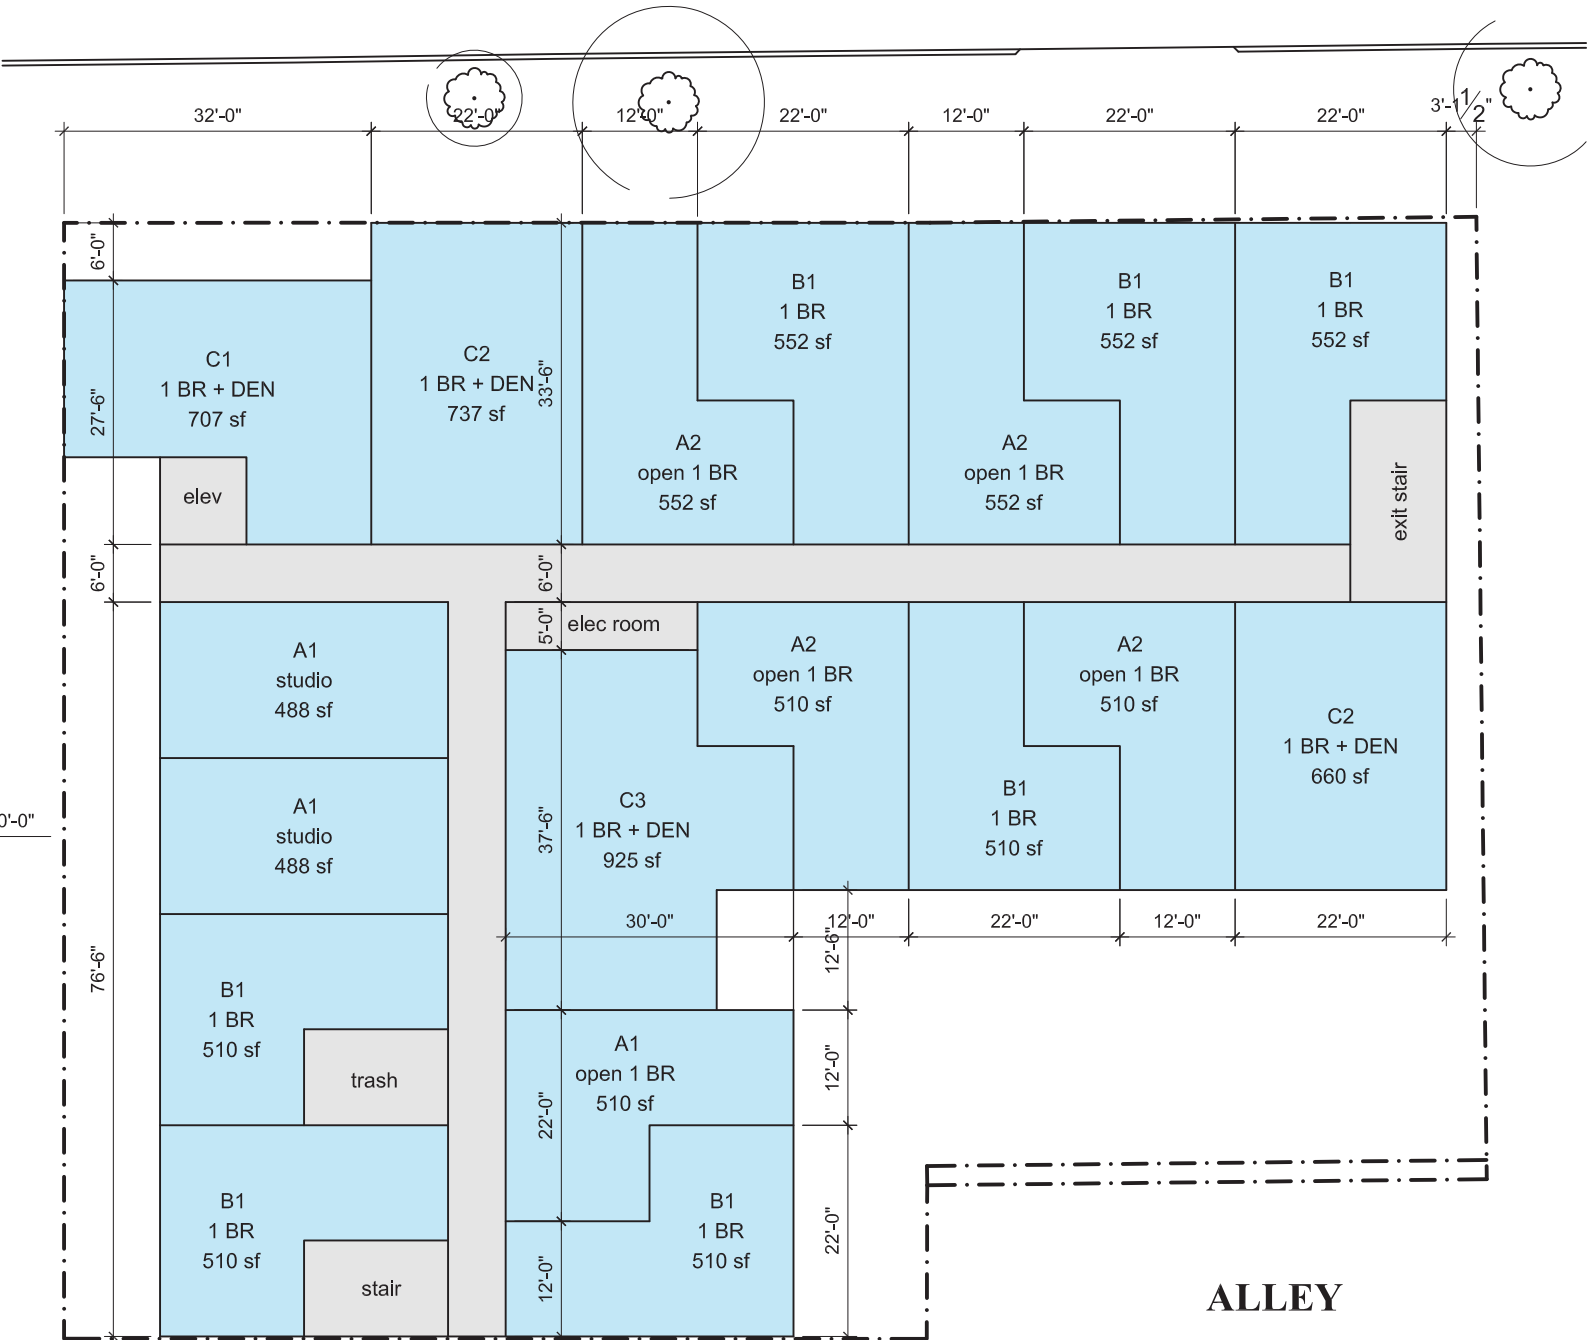 32'-0"
22'-0"
12'-0"
22'-0"
12'-0"
22'-0"
22'-0"
3'-1 1/2"
6'-0"
27'-6"
6'-0"
76'-6"
C1
1 BR + DEN
707 sf
elev
C2
1 BR + DEN
737 sf
33'-6"
A2
open 1 BR
552 sf
B1
1 BR
552 sf
A2
open 1 BR
552 sf
B1
1 BR
552 sf
B1
1 BR
552 sf
exit stair
6'-0"
5'-0"
elec room
A1
studio
488 sf
A1
studio
488 sf
B1
1 BR
510 sf
trash
B1
1 BR
510 sf
stair
C3
1 BR + DEN
925 sf
37'-6"
A2
open 1 BR
510 sf
B1
1 BR
510 sf
A2
open 1 BR
510 sf
C2
1 BR + DEN
660 sf
30'-0"
12'-0"
22'-0"
12'-0"
22'-0"
12'-6"
12'-0"
22'-0"
A1
open 1 BR
510 sf
22'-0"
B1
1 BR
510 sf
12'-0"
0'-0"
ALLEY